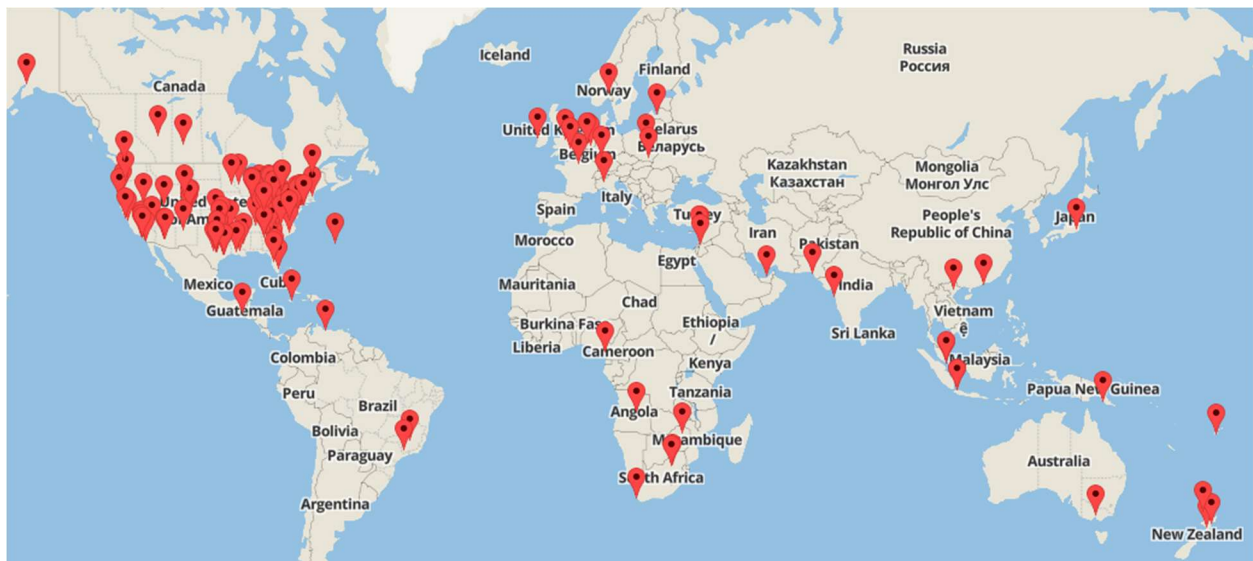 Iceland
Russia
Россия
Finland
Norway
Canada
United
Belarus
Беларусь
Belgium
Kazakhstan
Казахстан
Mongolia
Монгол Улс
United States
Italy
Spain
Turkey
Japan
People's
Republic of China
Iran
Pakistan
Morocco
Egypt
Mexico
Cuba
Mauritania
India
Guatemala
Chad
Vietnam
Burkina Faso
Ethiopia
/
Sri Lanka
Liberia
Cameroon
Malaysia
Colombia
Kenya
Peru
Tanzania
Papua New Guinea
Brazil
Angola
Bolivia
Mozambique
Paraguay
Australia
South Africa
Argentina
New Zealand